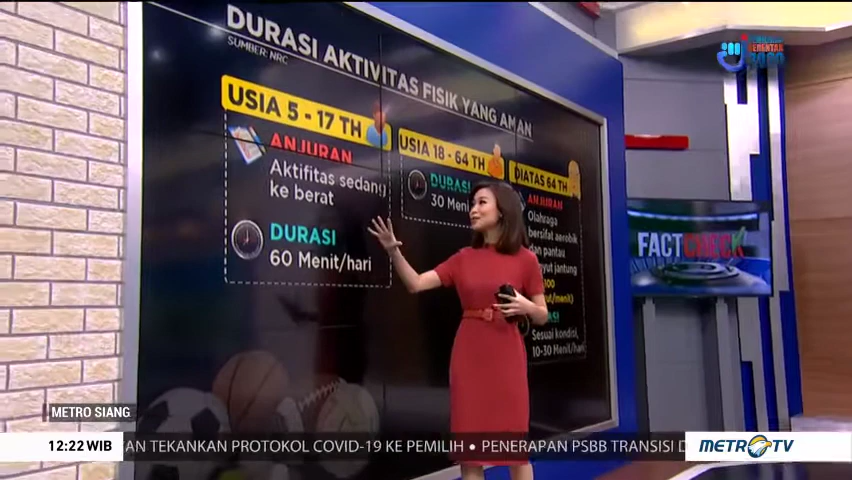 DURASI AKTIVITAS FISIK YANG AMAN
SUMBER: NRC
USIA 5 - 17 TH
ANJURAN
Aktifitas sedang
ke berat
DURASI
60 Menit/hari
USIA 18 - 64 TH
DURASI
30 Meni
DIATAS 64 TH
ANJURAN
Olahraga
bersifat aerobik
dan pantau
jantung
Sesuai kondisi,
10-30 Menit/hari
FACTCHECK
METRO SIANG
12:22 WIB
AN TEKANKAN PROTOKOL COVID-19 KE PEMILIH • PENERAPAN PSBB TRANSISI D
METRO TV